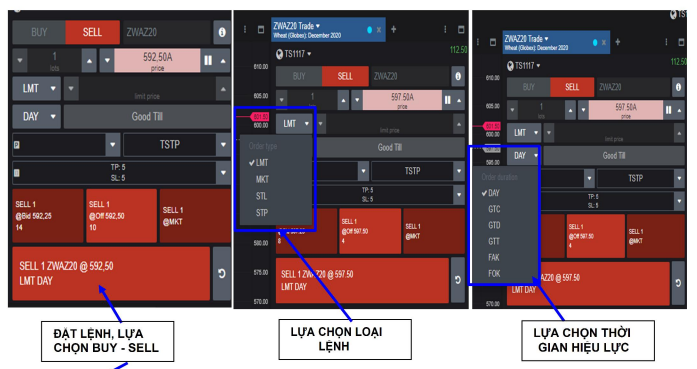 BUY SELL ZWAZ20
1 lots
592,50A price
LMT
limit price
DAY Good Till
TSTP
TP: 5
SL: 5
SELL 1
@Bid 592,25
14
SELL 1
@Off 592,50
10
SELL 1
@MKT
SELL 1 ZWAZ20 @ 592,50
LMT DAY
ĐẶT LỆNH, LỰA
CHỌN BUY - SELL
ZWAZ20 Trade
Wheat (Globex): December 2020
TS1117
112.50
610.00
BUY SELL ZWAZ20
605.00
1
597.50A
price
600.00
LMT
limit price
Order type
Good Till
LMT
MKT
STL
STP
TSTP
TP: 5
SL: 5
SELL 1
@Off 597.50
4
SELL 1
@MKT
580.00
575.00
SELL 1 ZWAZ20 @ 597.50
LMT DAY
570.00
LỰA CHỌN LOẠI
LỆNH
TS1
ZWAZ20 Trade
Wheat (Globex): December 2020
TS1117
112.50
610.00
BUY SELL ZWAZ20
605.00
1
lots
597.50A
price
600.00
LMT
limit price
595.00
DAY Good Till
Order duration
DAY
GTC
GTD
GTT
FAK
FOK
TSTP
TP: 5
SL: 5
SELL 1
@Off 597.50
4
SELL 1
@MKT
ZWAZ20 @ 597.50
LMT DAY
570.00
LỰA CHỌN THỜI
GIAN HIỆU LỰC